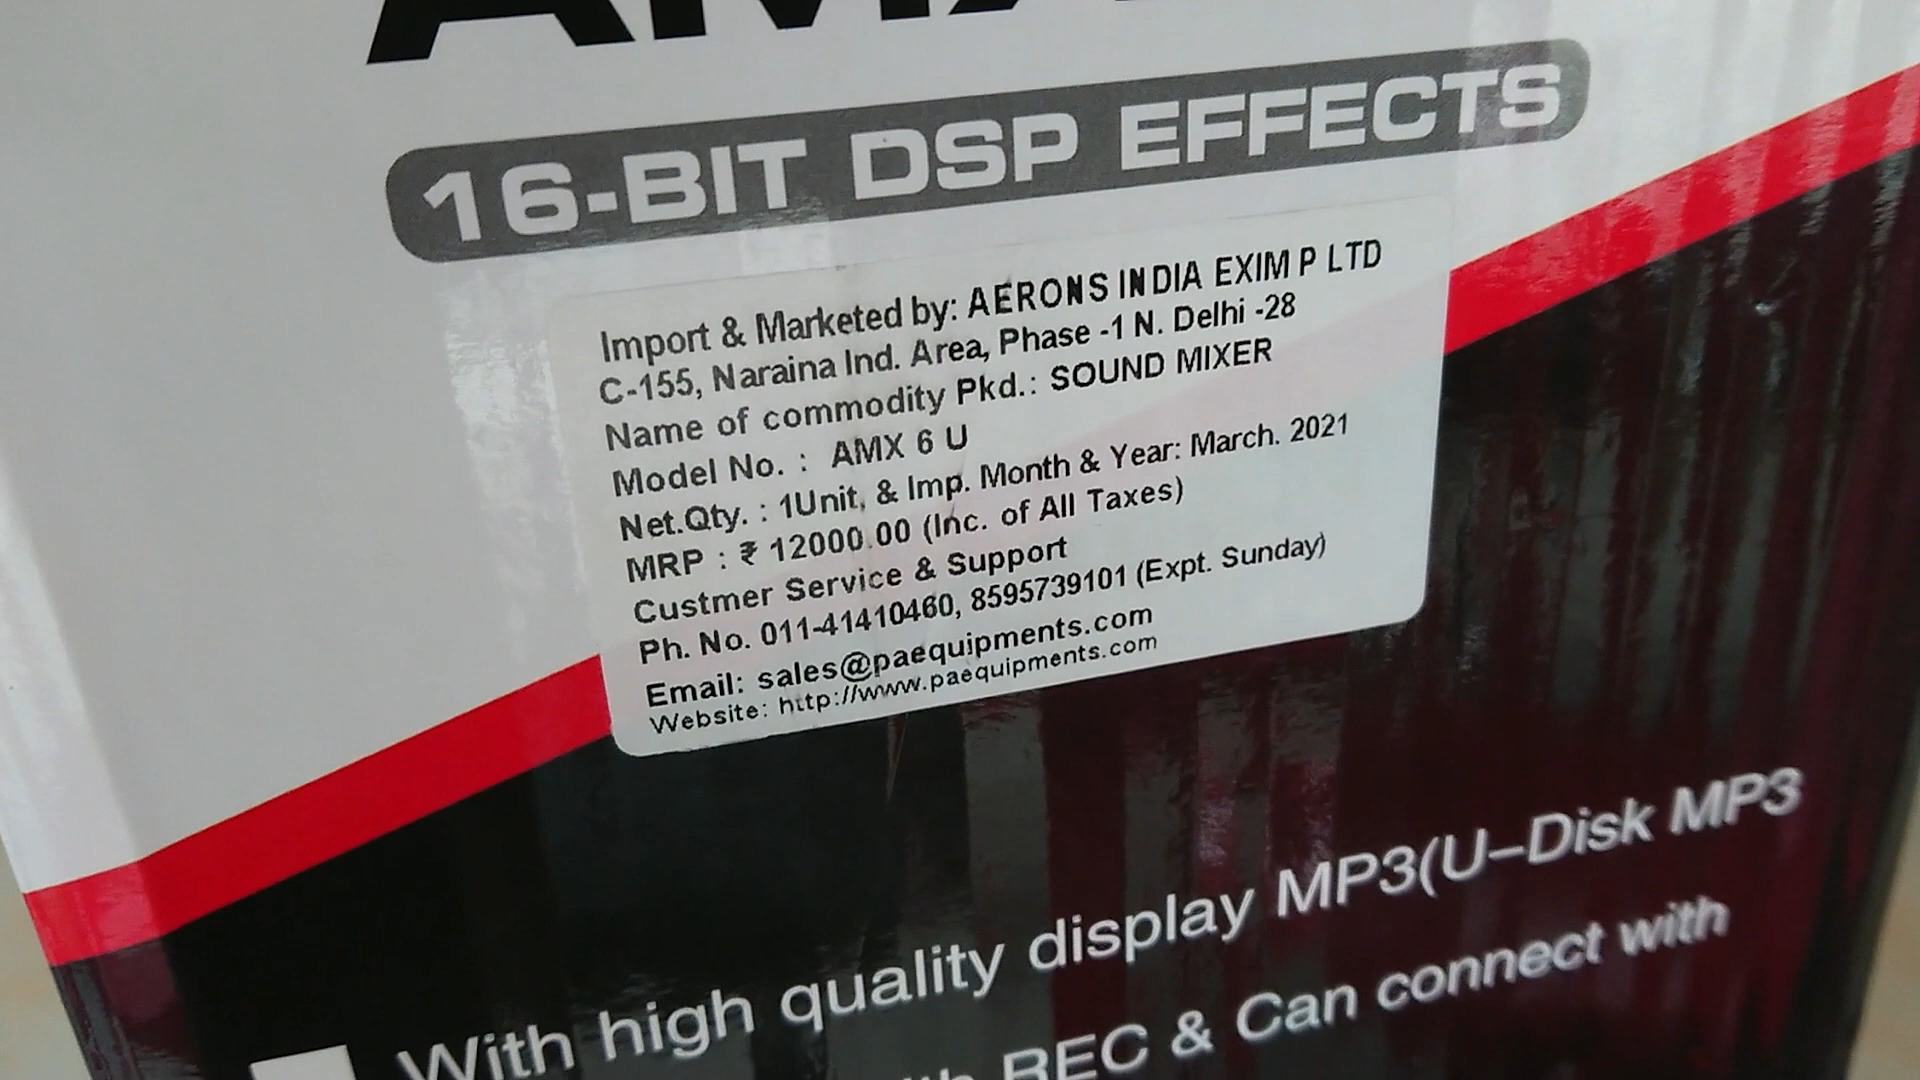 16-BIT DSP EFFECTS
Import & Marketed by: AERONS INDIA EXIM P LTD
C-155, Naraina Ind. Area, Phase -1 N. Delhi -28
Name of commodity Pkd.: SOUND MIXER
Model No. : AMX 6 U
Net.Qty. : 1Unit, & Imp. Month & Year: March. 2021
MRP : ₹ 12000.00 (Inc. of All Taxes)
Custmer Service & Support
Ph. No. 011-41410460, 8595739101 (Expt. Sunday)
Email: sales@paequipments.com
Website: http://www.paequipments.com
With high quality display MP3(U-Disk MP3
REC & Can connect with